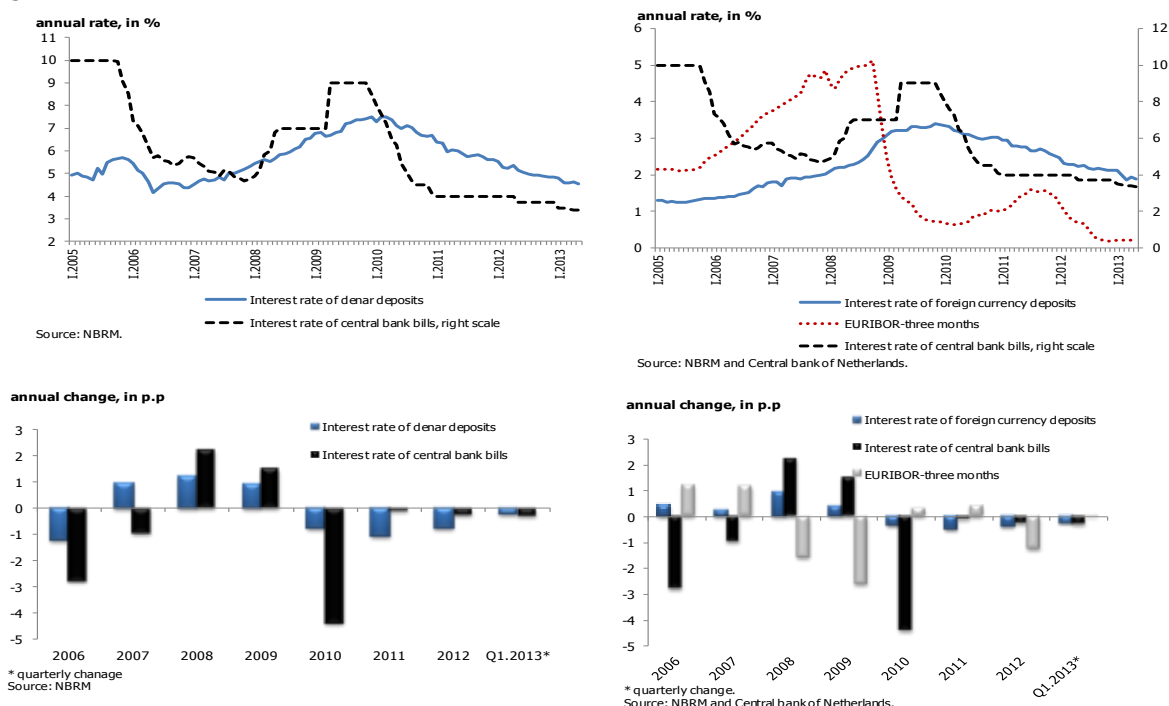 annual rate, in %
11
10
9
8
7
6
5
4
3
2
I.2005
I.2006
I.2007
I.2008
I.2009
I.2010
I.2011
I.2012
I.2013
Interest rate of denar deposits
Interest rate of central bank bills, right scale
Source: NBRM.
annual rate, in %
6
5
4
3
2
1
0
12
10
8
6
4
2
0
I.2005
I.2006
I.2007
I.2008
I.2009
I.2010
I.2011
I.2012
I.2013
Interest rate of foreign currency deposits
EURIBOR-three months
Interest rate of central bank bills, right scale
Source: NBRM and Central bank of Netherlands.
annual change, in p.p
3
2
1
0
-1
-2
-3
-4
-5
Interest rate of denar deposits
Interest rate of central bank bills
2006 2007 2008 2009 2010 2011 2012 Q1.2013*
* quarterly chanage
Source: NBRM
annual change, in p.p
3
2
1
0
-1
-2
-3
-4
-5
Interest rate of foreign currency deposits
Interest rate of central bank bills
EURIBOR-three months
2006 2007 2008 2009 2010 2011 2012 Q1.2013*
* quarterly change.
Source: NBRM and Central bank of Netherlands.